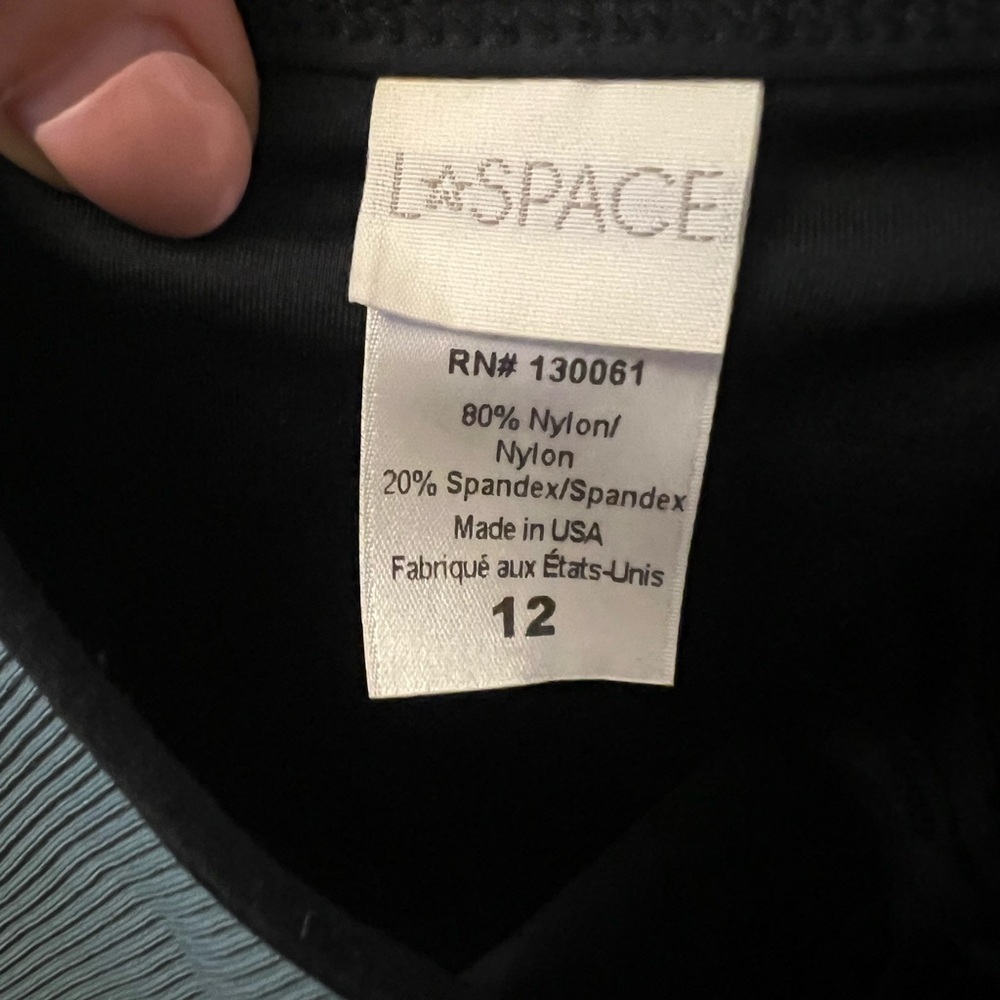 L☆SPACE
RN# 130061
80% Nylon/
Nylon
20% Spandex/Spandex
Made in USA
Fabriqué aux États-Unis
12